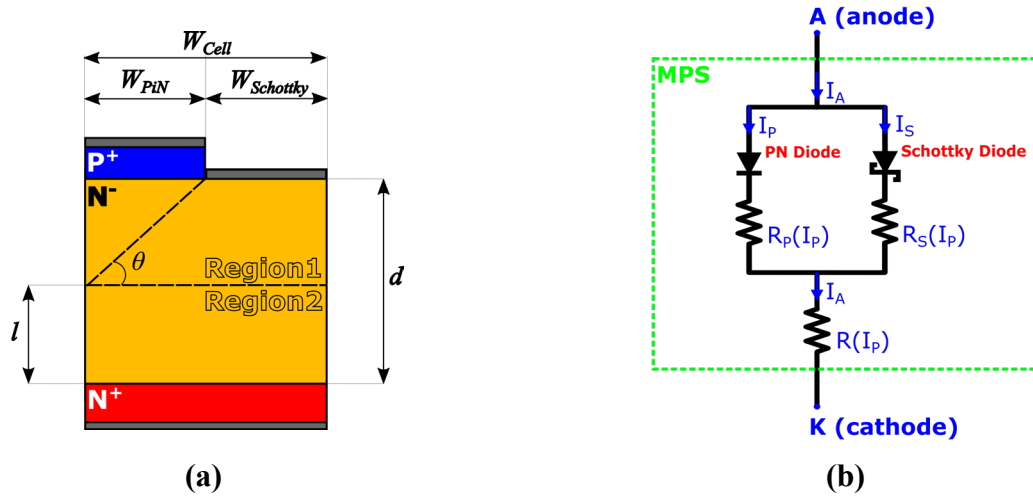 W_Cell
W_PiN
W_Schottky
P+
N-
θ
Region1
Region2
d
l
N+
(a)
A (anode)
MPS
I_A
I_P
I_S
PN Diode
Schottky Diode
R_P(I_P)
R_S(I_P)
I_A
R(I_P)
K (cathode)
(b)